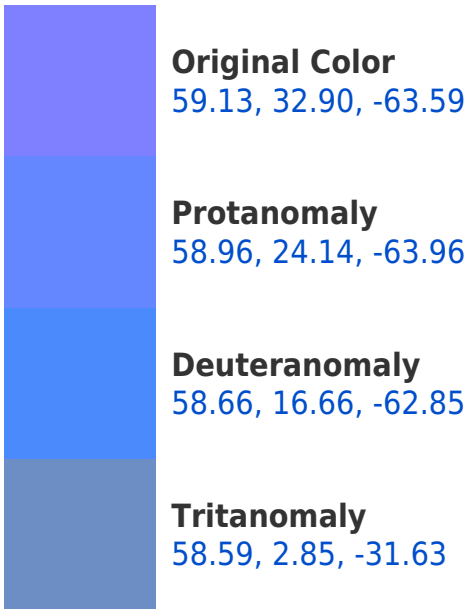 Original Color
59.13, 32.90, -63.59
Protanomaly
58.96, 24.14, -63.96
Deuteranomaly
58.66, 16.66, -62.85
Tritanomaly
58.59, 2.85, -31.63